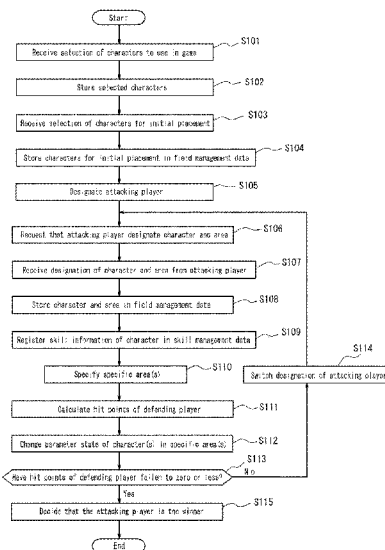 Start
Receive selection of characters to use in game
S101
Store selected characters
S102
Receive selection of characters for initial placement
S103
Store characters for initial placement in field management data
S104
Designate attacking player
S105
Request that attacking player designate character and area
S106
Receive designation of character and area from attacking player
S107
Store character and area in field management data
S108
Register skill information of character in skill management data
S109
Specify specific area(s)
S110
Switch designation of attacking player
S114
Calculate hit points of defending player
S111
Change parameter state of character(s) in specific area(s)
S112
Have hit points of defending player fallen to zero or less?
S113
No
Yes
Decide that the attacking player is the winner
S115
End